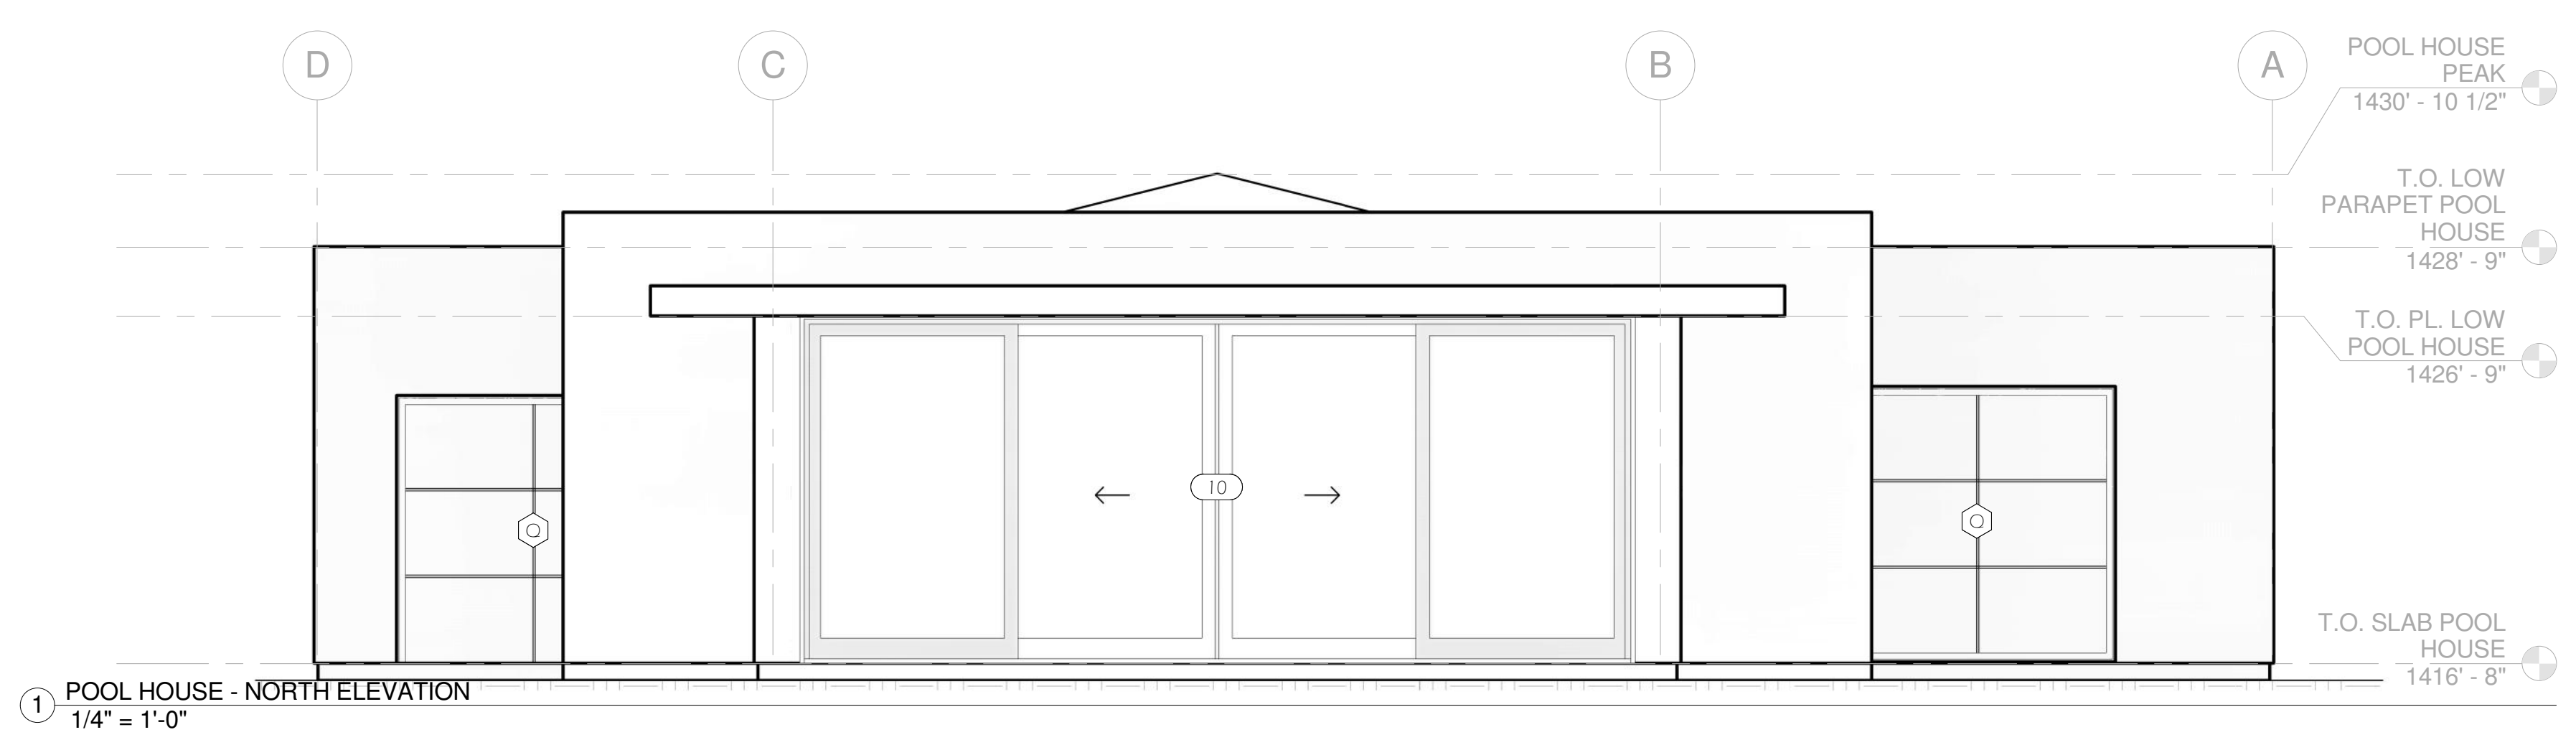 D
C
B
A
POOL HOUSE
PEAK
1430' - 10 1/2"
T.O. LOW
PARAPET POOL
HOUSE
1428' - 9"
T.O. PL. LOW
POOL HOUSE
1426' - 9"
10
Q
Q
T.O. SLAB POOL
HOUSE
1416' - 8"
1
POOL HOUSE - NORTH ELEVATION
1/4" = 1'-0"